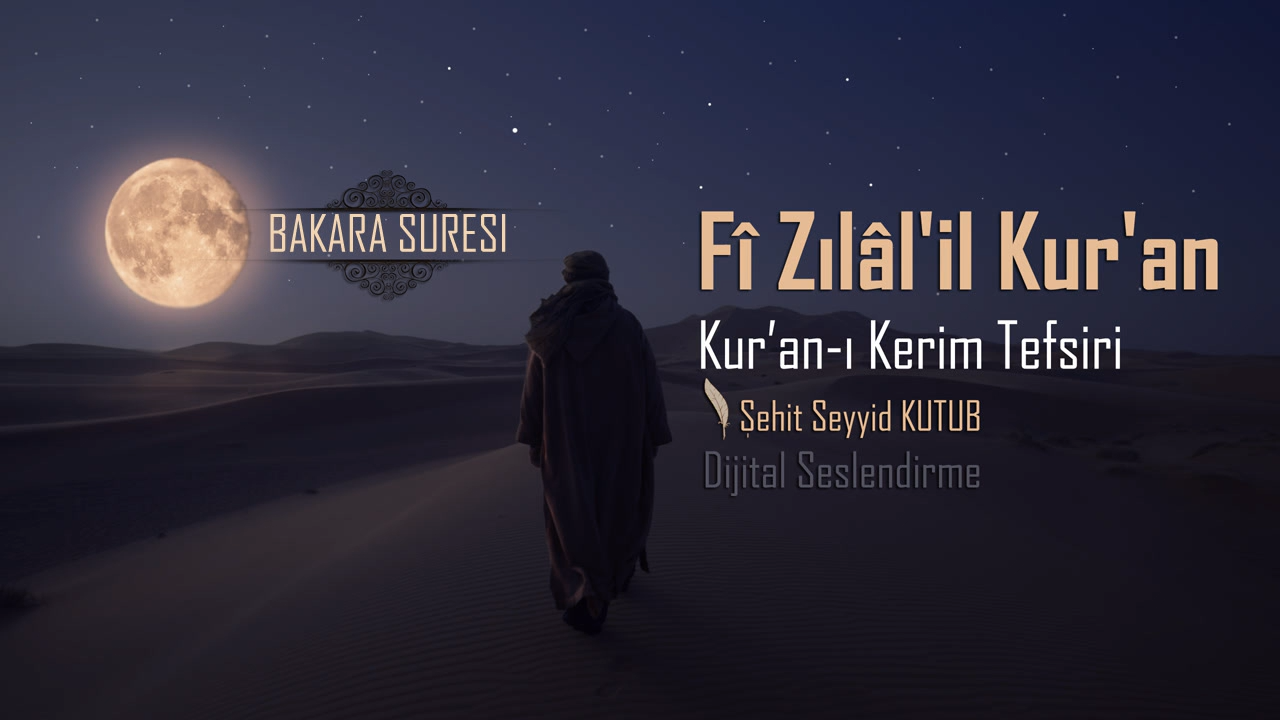 BAKARA SURESI
Fî Zılâl'il Kur'an
Kur'an-ı Kerim Tefsiri
Şehit Seyyid KUTUB
Dijital Seslendirme